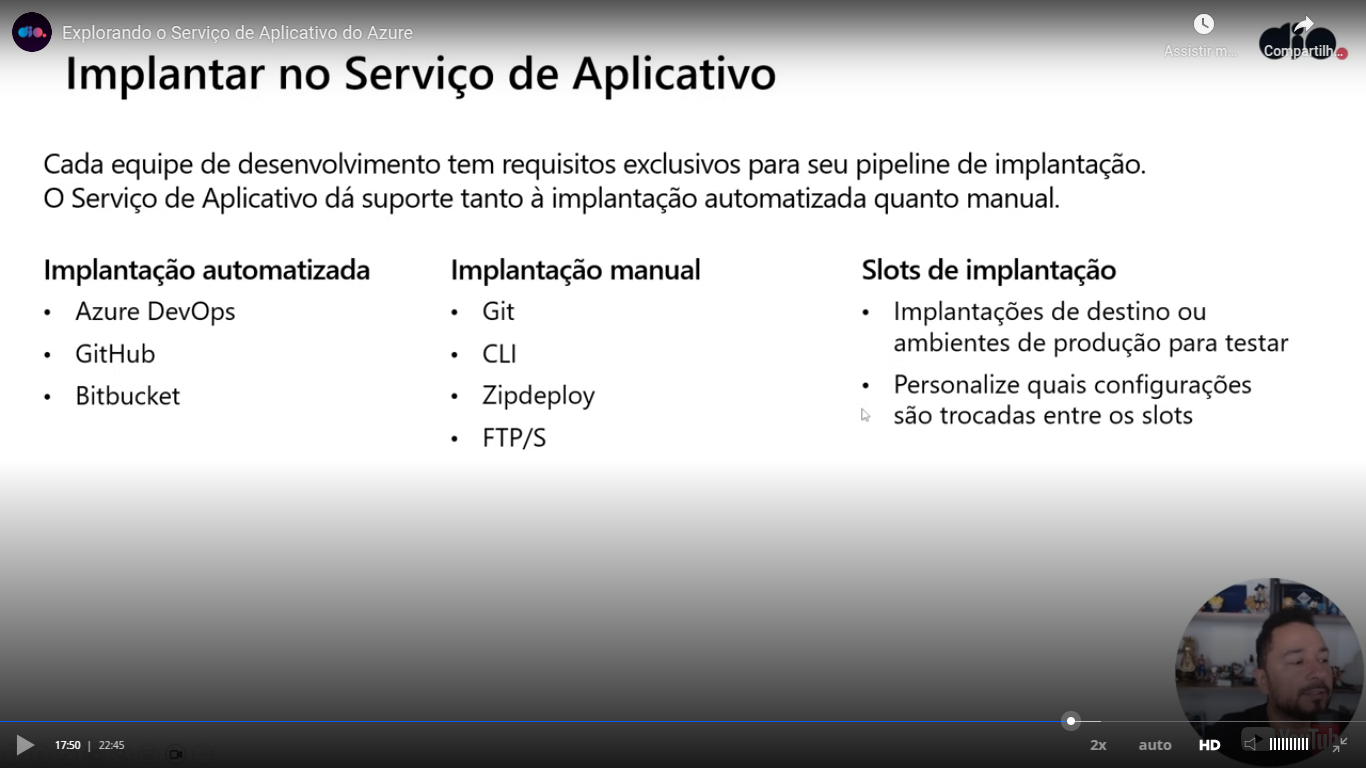 Explorando o Serviço de Aplicativo do Azure
Assistir m...
Compartilh...
Implantar no Serviço de Aplicativo
Cada equipe de desenvolvimento tem requisitos exclusivos para seu pipeline de implantação.
O Serviço de Aplicativo dá suporte tanto à implantação automatizada quanto manual.
Implantação automatizada
• Azure DevOps
• GitHub
• Bitbucket
Implantação manual
• Git
• CLI
• Zipdeploy
• FTP/S
Slots de implantação
• Implantações de destino ou
ambientes de produção para testar
• Personalize quais configurações
são trocadas entre os slots
17:50 | 22:45
2x
auto
HD
YouTube